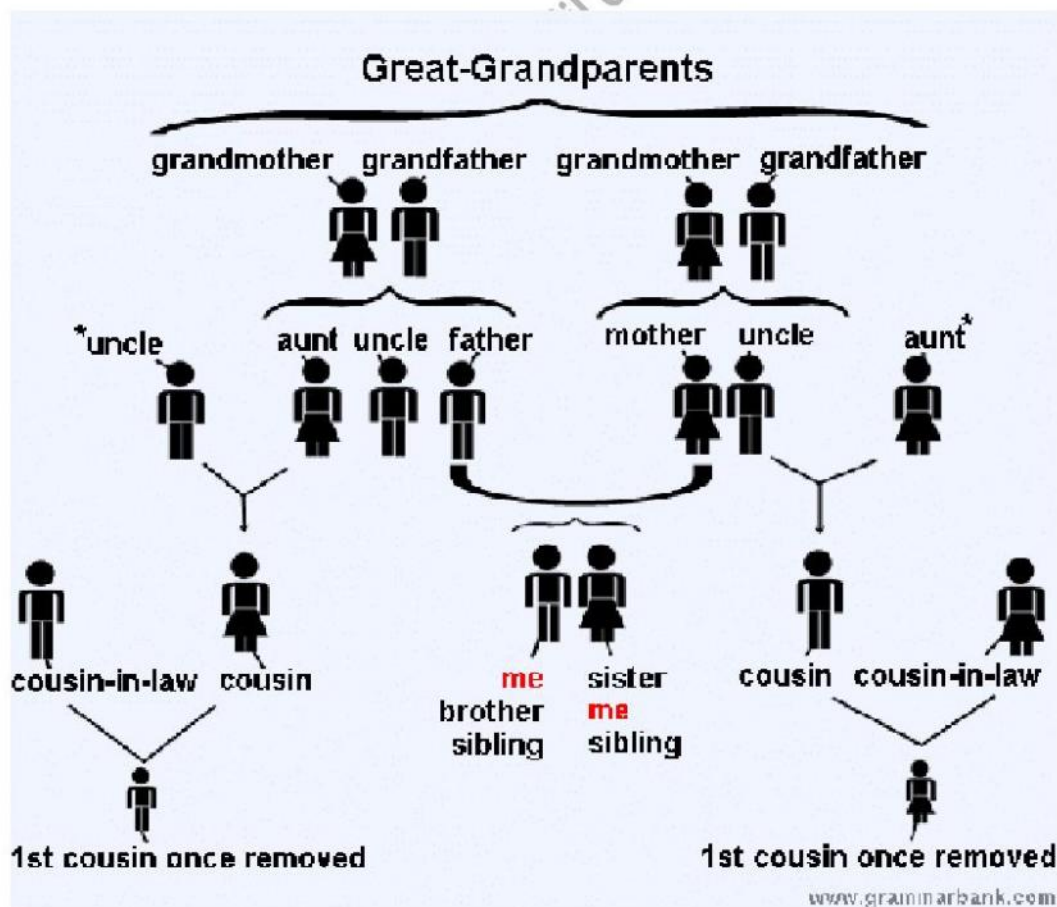 Great-Grandparents
grandmother grandfather grandmother grandfather
*uncle aunt uncle father mother uncle aunt*
me sister
brother me
sibling sibling
cousin-in-law cousin cousin cousin-in-law
1st cousin once removed 1st cousin once removed
www.grammarbank.com